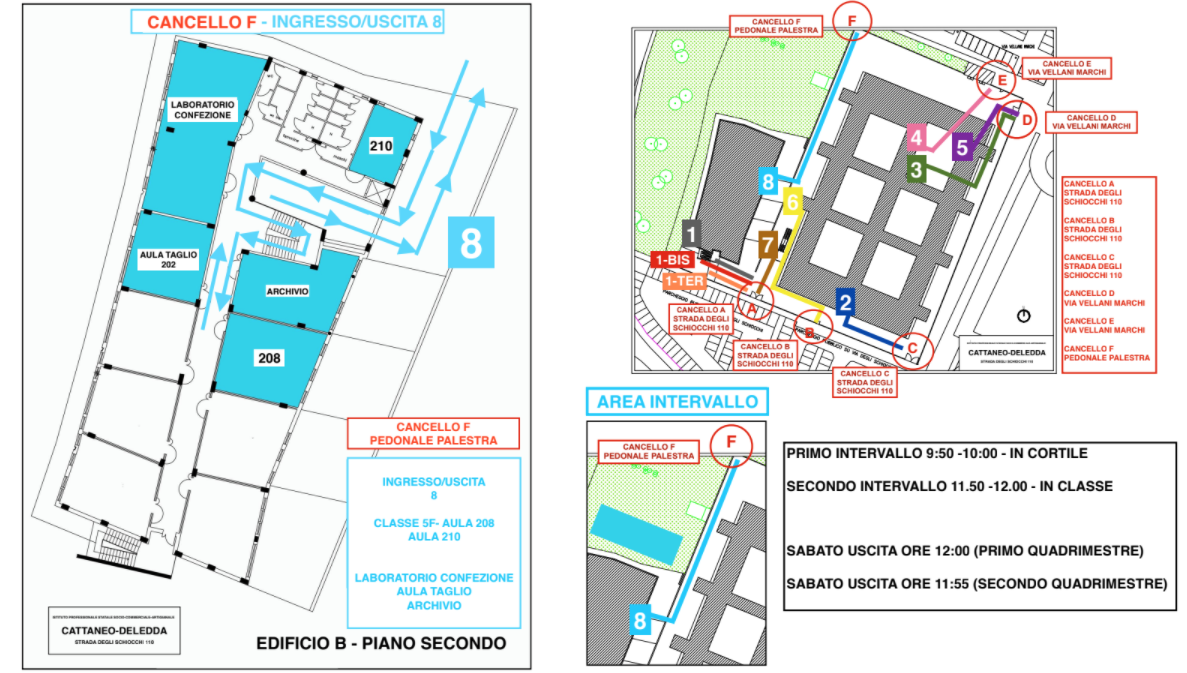 CANCELLO F - INGRESSO/USCITA 8
LABORATORIO
CONFEZIONE
210
8
AULA TAGLIO
202
ARCHIVIO
208
CANCELLO F
PEDONALE PALESTRA
INGRESSO/USCITA
8
CLASSE 5F- AULA 208
AULA 210
LABORATORIO CONFEZIONE
AULA TAGLIO
ARCHIVIO
CATTANEO-DELEDDA
STRADA DEGLI SCHIOCCHI 110
EDIFICIO B - PIANO SECONDO
CANCELLO F
PEDONALE PALESTRA
F
VIA VELLANI MARCHI
CANCELLO E
VIA VELLANI MARCHI
E
D
CANCELLO D
VIA VELLANI MARCHI
4
5
3
8
6
1
7
1-BIS
1-TER
2
A
B
C
CANCELLO A
STRADA DEGLI
SCHIOCCHI 110
CANCELLO B
STRADA DEGLI
SCHIOCCHI 110
CANCELLO C
STRADA DEGLI
SCHIOCCHI 110
CATTANEO-DELEDDA
STRADA DEGLI SCHIOCCHI 110
CANCELLO A
STRADA DEGLI
SCHIOCCHI 110
CANCELLO B
STRADA DEGLI
SCHIOCCHI 110
CANCELLO C
STRADA DEGLI
SCHIOCCHI 110
CANCELLO D
VIA VELLANI MARCHI
CANCELLO E
VIA VELLANI MARCHI
CANCELLO F
PEDONALE PALESTRA
AREA INTERVALLO
CANCELLO F
PEDONALE PALESTRA
F
8
PRIMO INTERVALLO 9:50 -10:00 - IN CORTILE
SECONDO INTERVALLO 11.50 -12.00 - IN CLASSE
SABATO USCITA ORE 12:00 (PRIMO QUADRIMESTRE)
SABATO USCITA ORE 11:55 (SECONDO QUADRIMESTRE)